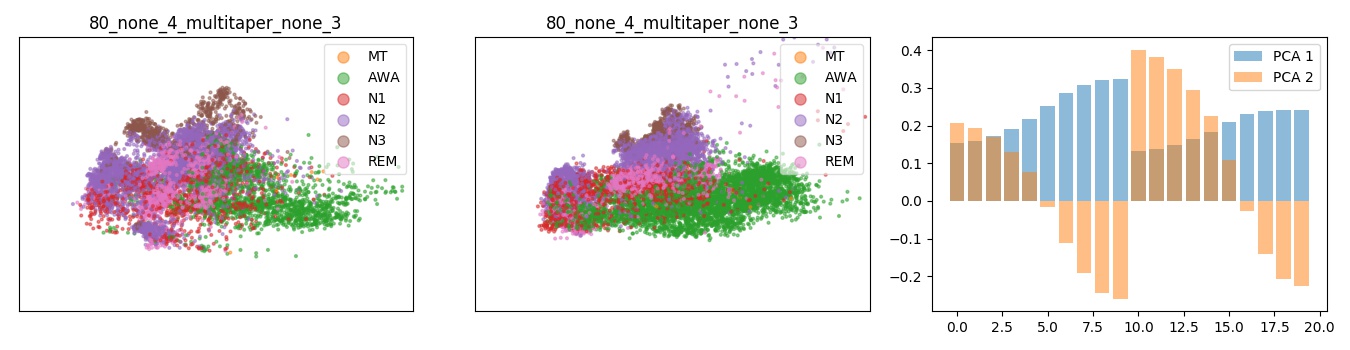 80_none_4_multitaper_none_3
MT
AWA
N1
N2
N3
REM
80_none_4_multitaper_none_3
MT
AWA
N1
N2
N3
REM
PCA 1
PCA 2
0.4
0.3
0.2
0.1
0.0
−0.1
−0.2
0.0 2.5 5.0 7.5 10.0 12.5 15.0 17.5 20.0